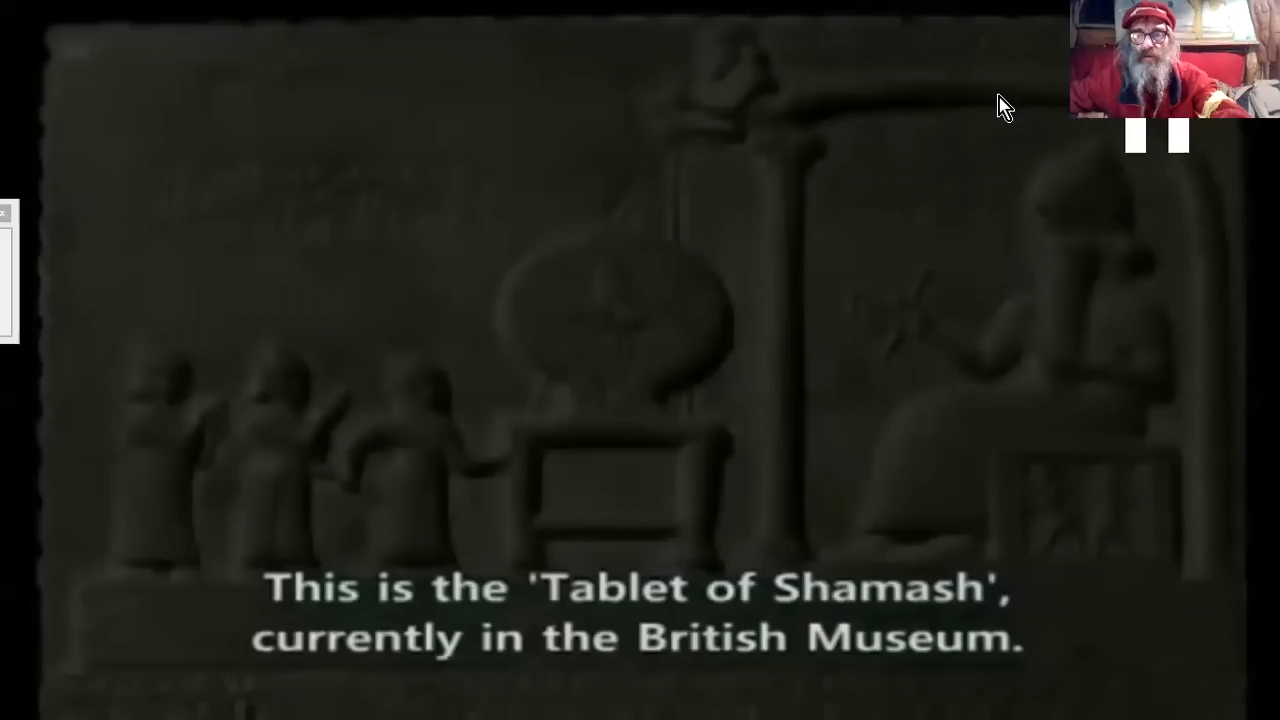 This is the 'Tablet of Shamash',
currently in the British Museum.